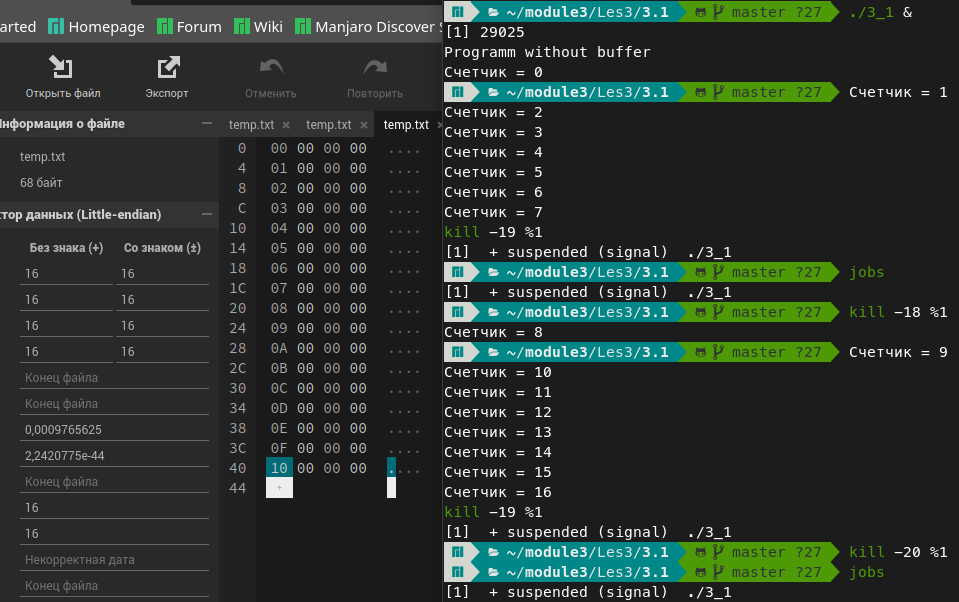 arted Homepage Forum Wiki Manjaro Discover S
Открыть файл Экспорт Отменить Повторить
Информация о файле
temp.txt
68 байт
ктор данных (Little-endian)
Без знака (+) Со знаком (±)
16 16
16 16
16 16
16 16
Конец файла
Конец файла
0,0009765625
2,2420775e-44
Конец файла
16
16
Некорректная дата
Конец файла
temp.txt × temp.txt × temp.txt ×
0 00 00 00 00 ....
4 01 00 00 00 ....
8 02 00 00 00 ....
C 03 00 00 00 ....
10 04 00 00 00 ....
14 05 00 00 00 ....
18 06 00 00 00 ....
1C 07 00 00 00 ....
20 08 00 00 00 ....
24 09 00 00 00 ....
28 0A 00 00 00 ....
2C 0B 00 00 00 ....
30 0C 00 00 00 ....
34 0D 00 00 00 ....
38 0E 00 00 00 ....
3C 0F 00 00 00 ....
40 10 00 00 00 ....
44 +
~/module3/Les3/3.1 master ?27 ./3_1 &
[1] 29025
Programm without buffer
Счетчик = 0
~/module3/Les3/3.1 master ?27 Счетчик = 1
Счетчик = 2
Счетчик = 3
Счетчик = 4
Счетчик = 5
Счетчик = 6
Счетчик = 7
kill -19 %1
[1] + suspended (signal) ./3_1
~/module3/Les3/3.1 master ?27 jobs
[1] + suspended (signal) ./3_1
~/module3/Les3/3.1 master ?27 kill -18 %1
Счетчик = 8
~/module3/Les3/3.1 master ?27 Счетчик = 9
Счетчик = 10
Счетчик = 11
Счетчик = 12
Счетчик = 13
Счетчик = 14
Счетчик = 15
Счетчик = 16
kill -19 %1
[1] + suspended (signal) ./3_1
~/module3/Les3/3.1 master ?27 kill -20 %1
~/module3/Les3/3.1 master ?27 jobs
[1] + suspended (signal) ./3_1